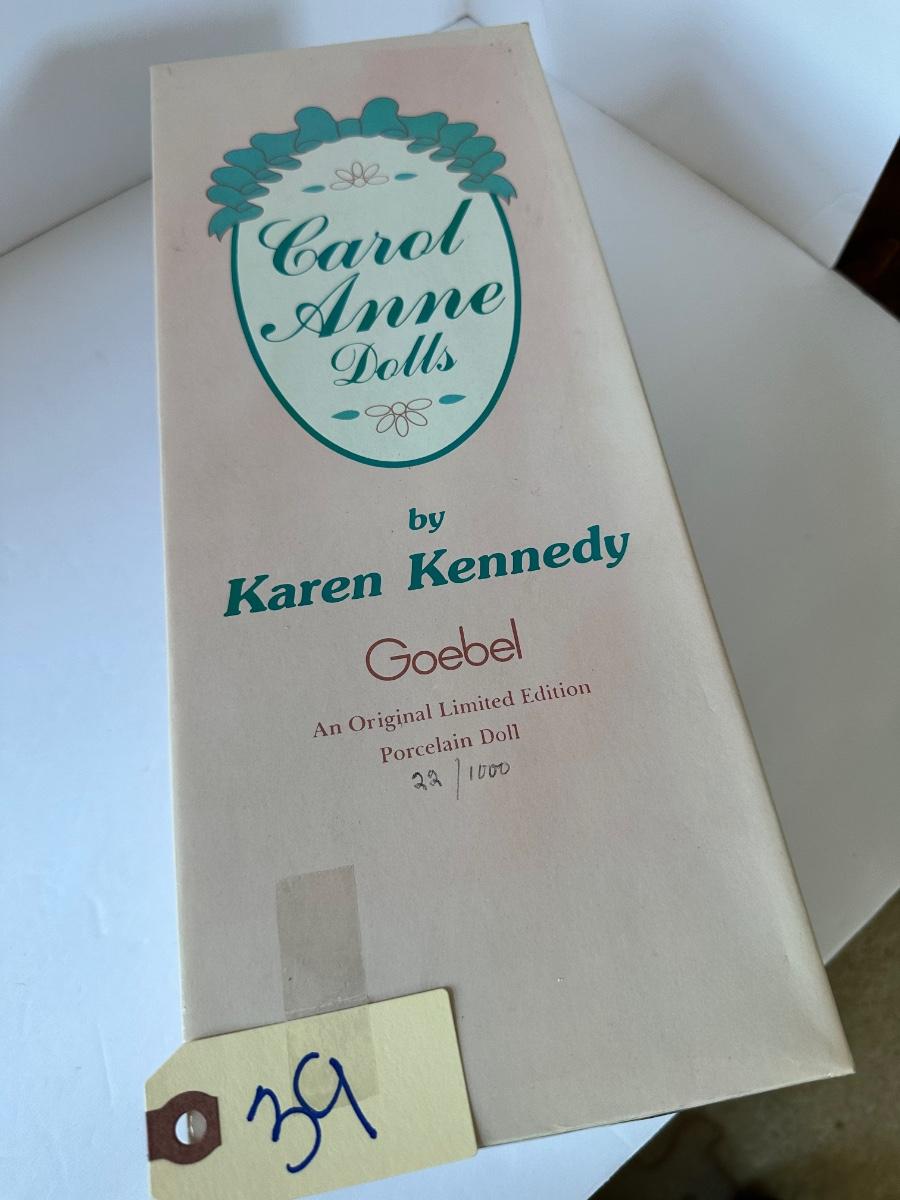 Carol
Anne
Dolls
by
Karen Kennedy
Goebel
An Original Limited Edition
Porcelain Doll
22/1000
39